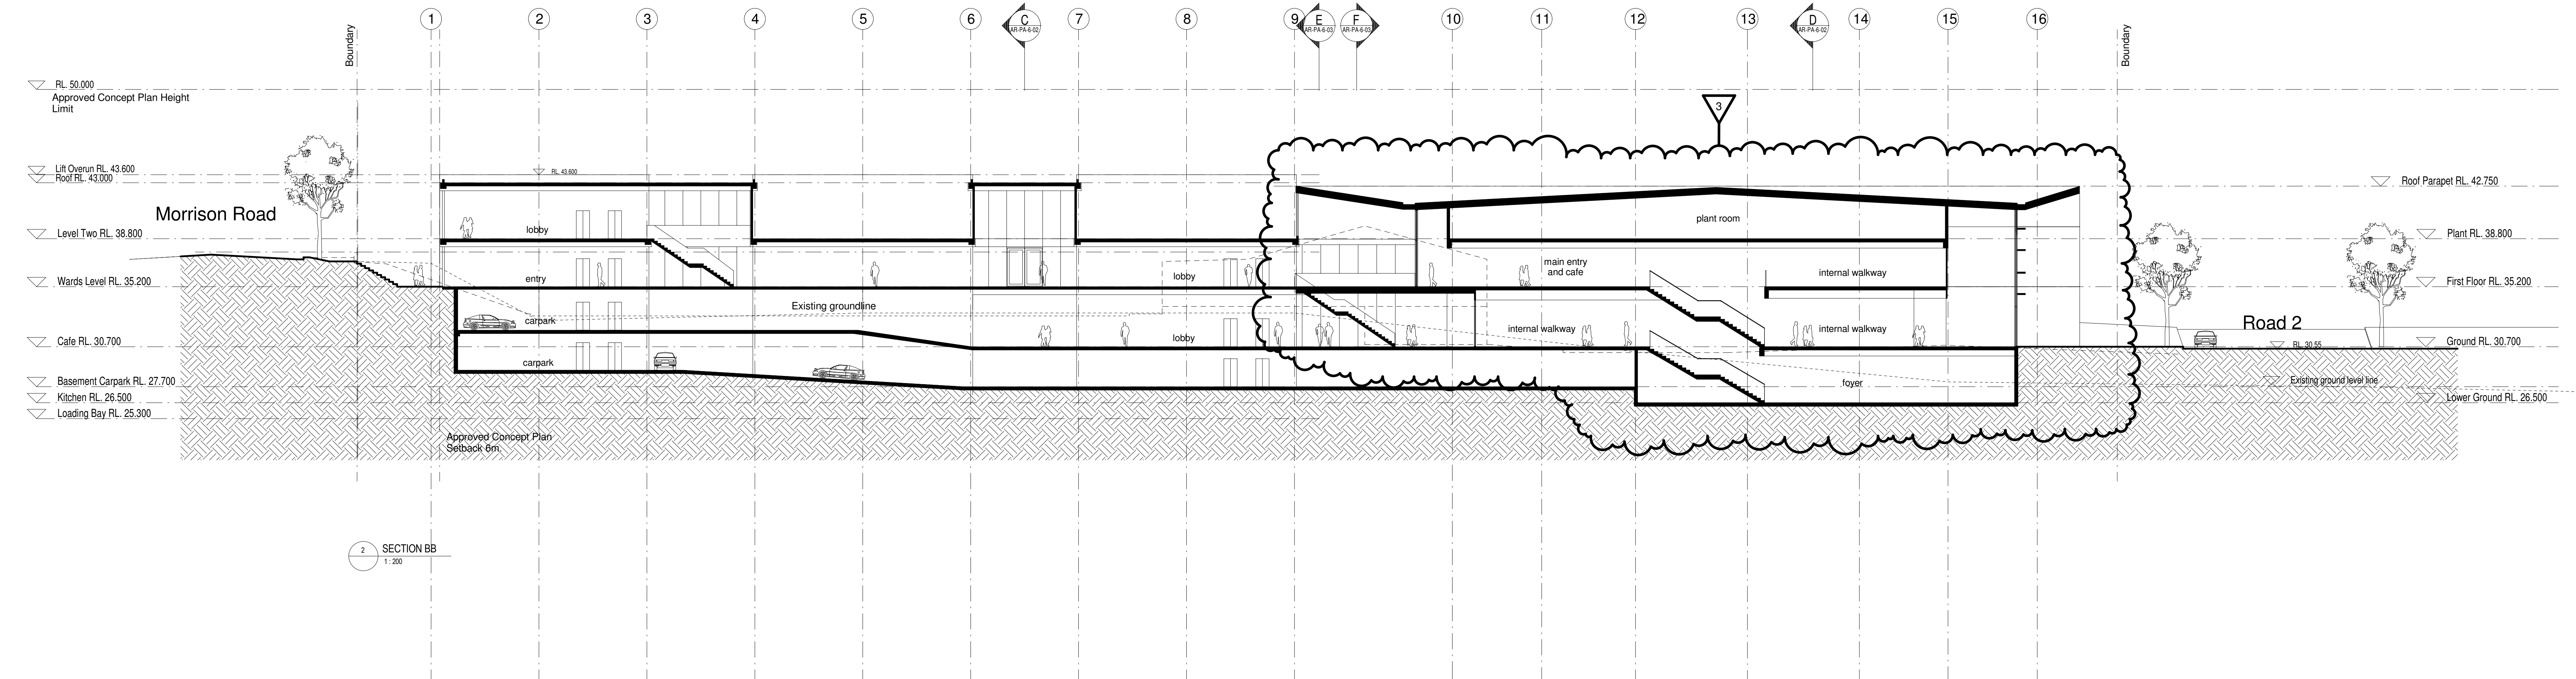 1 2 3 4 5 6 C 7 8 9 E F 10 11 12 13 D 14 15 16
AR-PA-6-02 AR-PA-6-03 AR-PA-6-03 AR-PA-6-02
Boundary
Boundary
RL. 50.000
Approved Concept Plan Height
Limit
3
Lift Overun RL. 43.600
RL. 43.600
Roof RL. 43.000
Roof Parapet RL. 42.750
Morrison Road
plant room
lobby
Level Two RL. 38.800
Plant RL. 38.800
main entry
and cafe
internal walkway
entry
lobby
Wards Level RL. 35.200
First Floor RL. 35.200
Existing groundline
carpark
Road 2
internal walkway
internal walkway
lobby
Cafe RL. 30.700
RL. 30.55
Ground RL. 30.700
carpark
Basement Carpark RL. 27.700
foyer
Existing ground level line
Kitchen RL. 26.500
Lower Ground RL. 26.500
Loading Bay RL. 25.300
Approved Concept Plan
Setback 6m.
2
SECTION BB
1 : 200